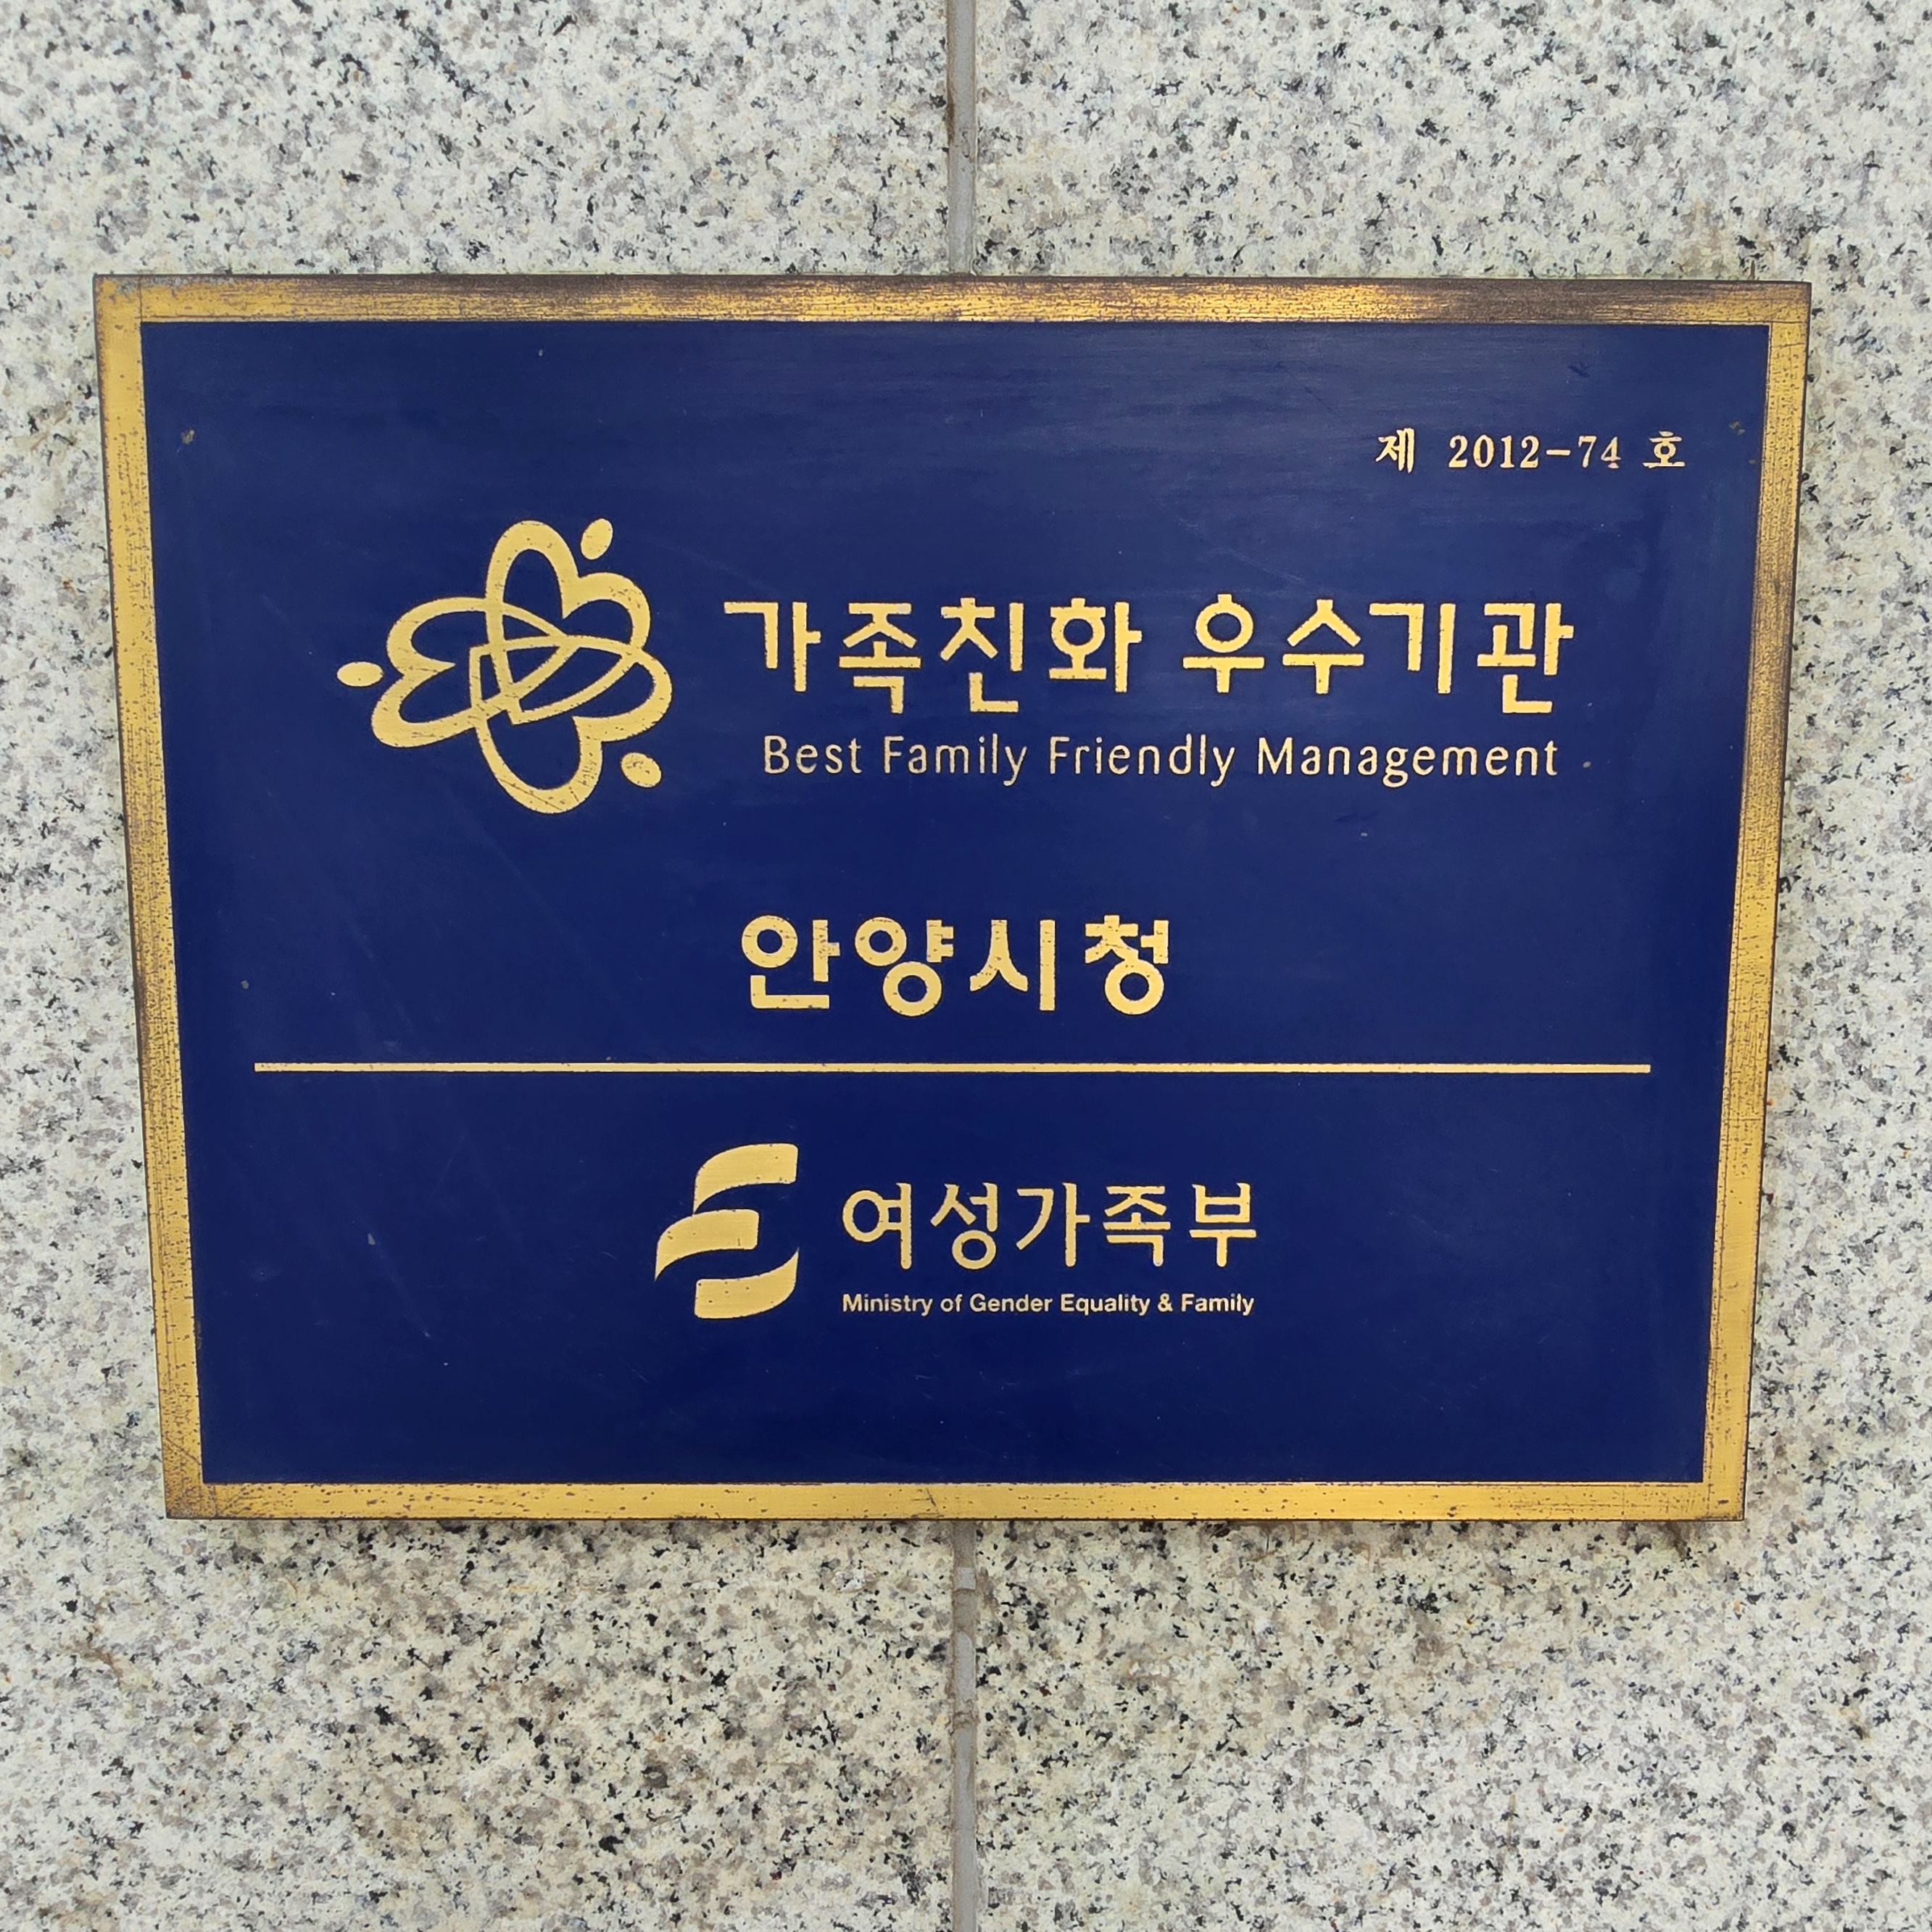 제 2012-74 호
가족친화 우수기관
Best Family Friendly Management
안양시청
여성가족부
Ministry of Gender Equality & Family